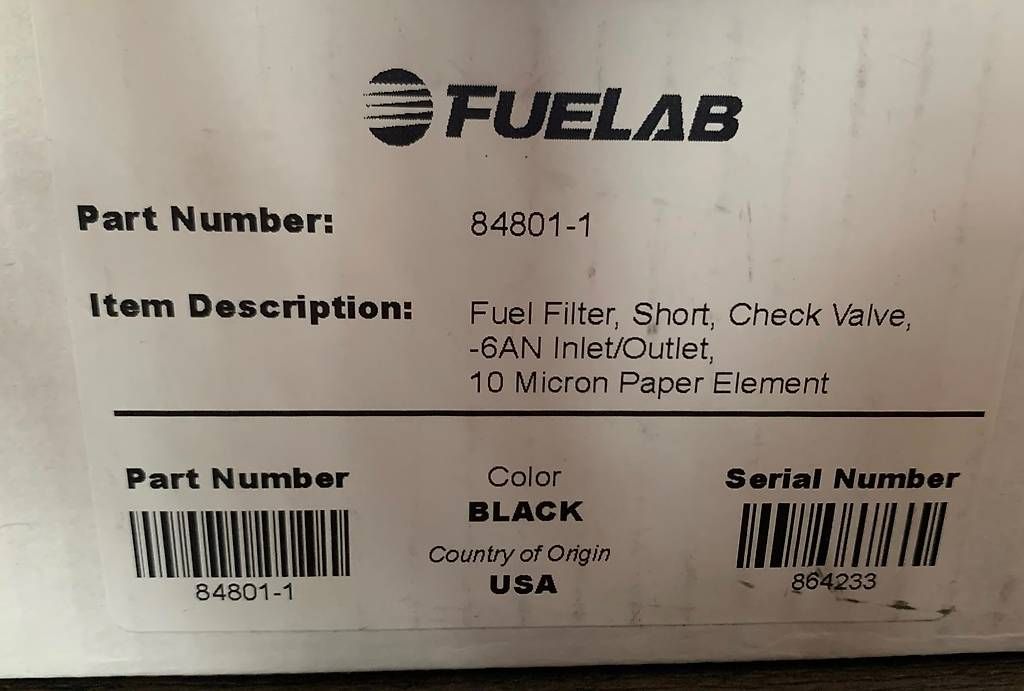 FUELAB
Part Number: 84801-1
Item Description: Fuel Filter, Short, Check Valve,
-6AN Inlet/Outlet,
10 Micron Paper Element
Part Number
84801-1
Color
BLACK
Country of Origin
USA
Serial Number
864233